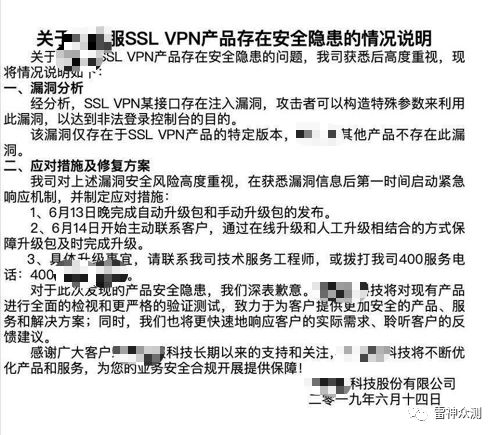 关于 服SSL VPN产品存在安全隐患的情况说明
关于 SSL VPN产品存在安全隐患的问题，我司获悉后高度重视，现
将情况说明如下：
一、漏洞分析
经分析，SSL VPN某接口存在注入漏洞，攻击者可以构造特殊参数来利用
此漏洞，以达到非法登录控制台的目的。
该漏洞仅存在于SSL VPN产品的特定版本， 其他产品不存在此漏
洞。
二、应对措施及修复方案
我司对上述漏洞安全风险高度重视，在获悉漏洞信息后第一时间启动紧急
响应机制，并制定应对措施：
1、6月13日晚完成自动升级包和手动升级包的发布。
2、6月14日开始主动联系客户，通过在线升级和人工升级相结合的方式保
障升级包及时完成升级。
3、具体升级事宜，请联系我司技术服务工程师，或拨打我司400服务电
话：400
对于此次发现的产品安全隐患，我们深表歉意。 科技将对现有产品
进行全面的检视和更严格的验证测试，致力于为客户提供更加安全的产品、服
务和解决方案；同时，我们也将更快速地响应客户的实际需求、聆听客户的反
馈建议。
感谢广大客户 科技长期以来的支持和关注， 科技将不断优
化产品和服务，为您的业务安全合规开展提供保障！
科技股份有限公司
二零一九年六月十四日
雷神众测